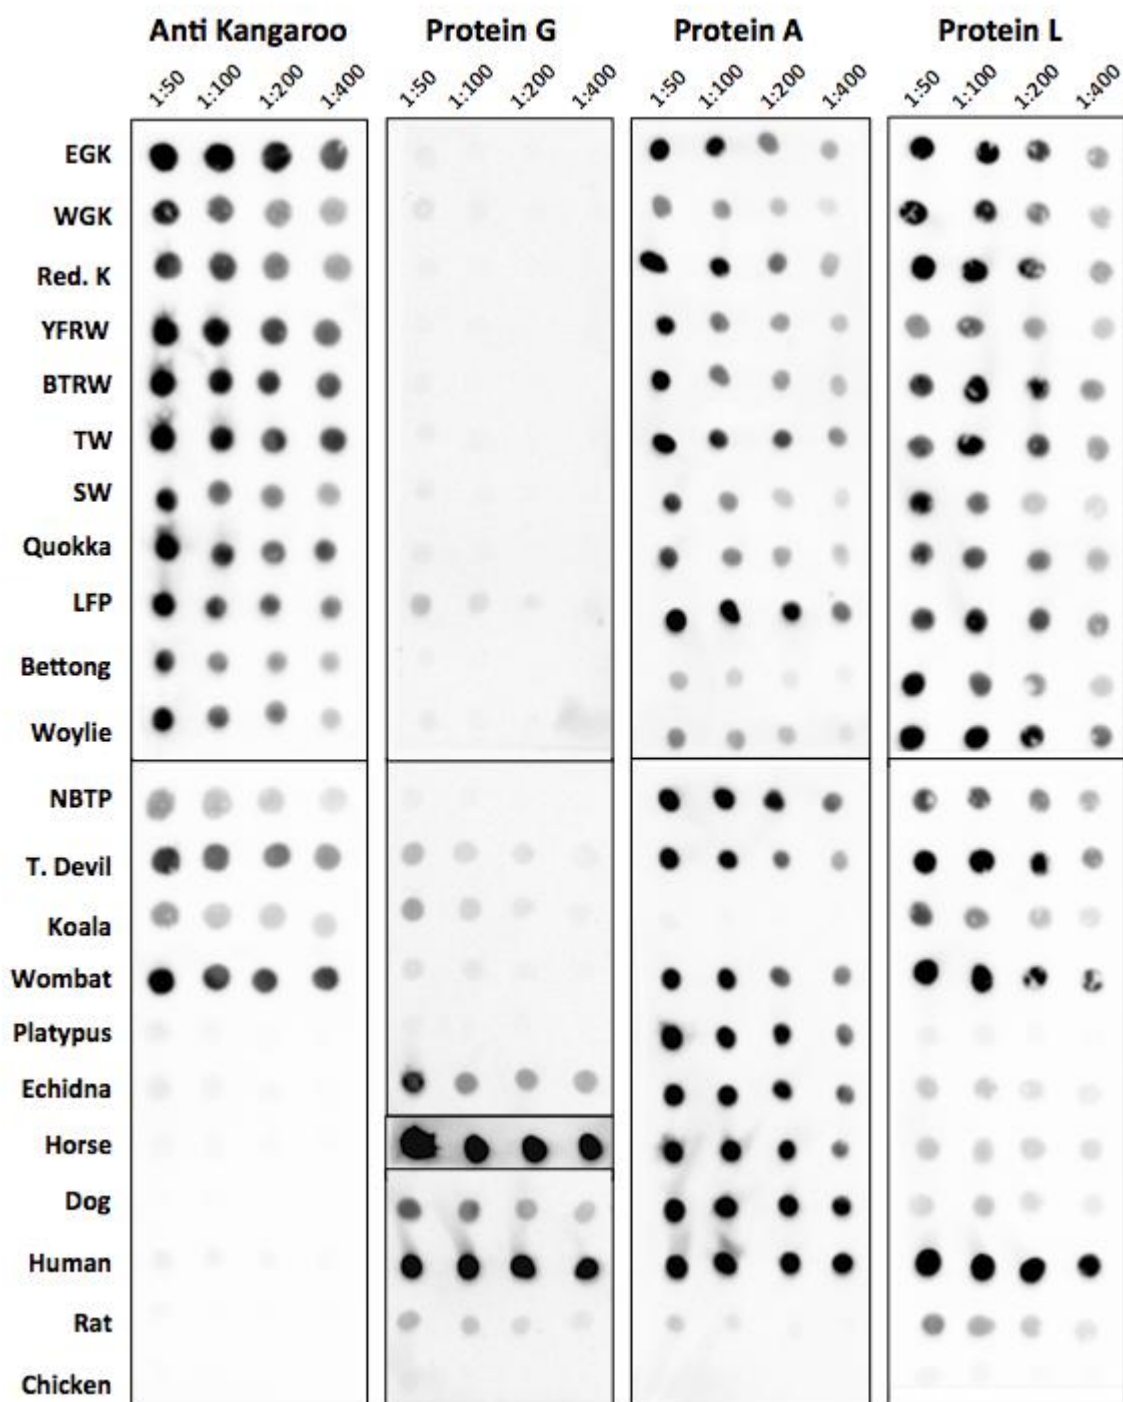 Anti Kangaroo Protein G Protein A Protein L
1:50 1:100 1:200 1:400 1:50 1:100 1:200 1:400 1:50 1:100 1:200 1:400 1:50 1:100 1:200 1:400
EGK
WGK
Red. K
YFRW
BTRW
TW
SW
Quokka
LFP
Bettong
Woylie
NBTP
T. Devil
Koala
Wombat
Platypus
Echidna
Horse
Dog
Human
Rat
Chicken